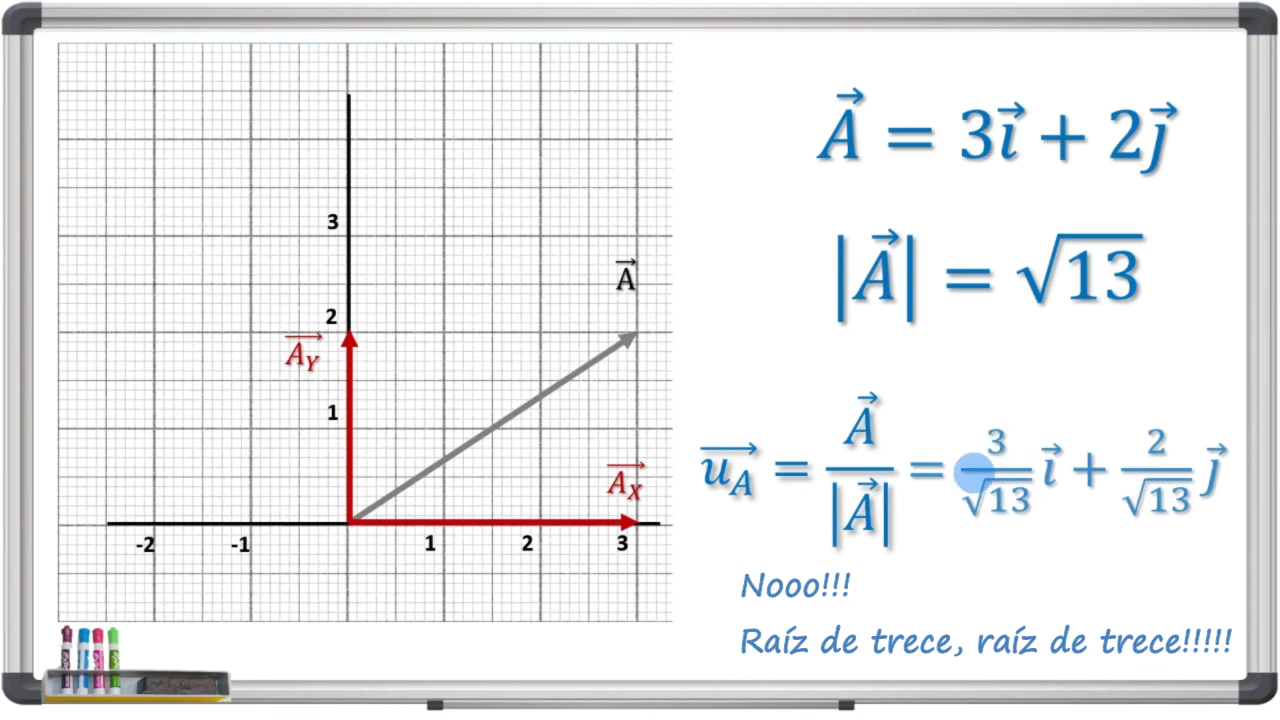 A⃗ = 3i⃗ + 2j⃗
3
A⃗
|A⃗| = √13
2
A⃗_Y
1
u⃗_A = A⃗/|A⃗| = 3/√13 i⃗ + 2/√13 j⃗
A⃗_X
-2 -1 1 2 3
Nooo!!!
Raíz de trece, raíz de trece!!!!!